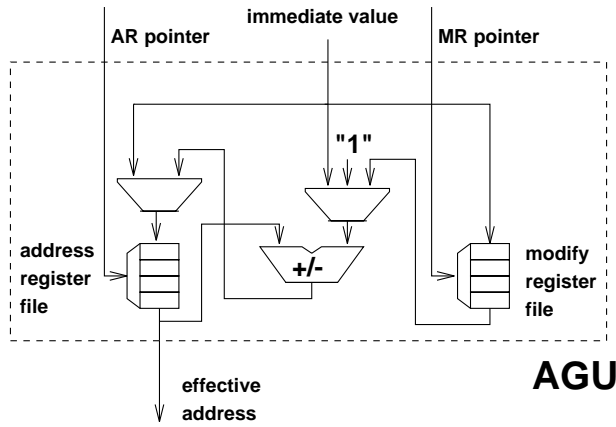 immediate value
AR pointer
MR pointer
"1"
address
register
file
+/-
modify
register
file
AGU
effective
address